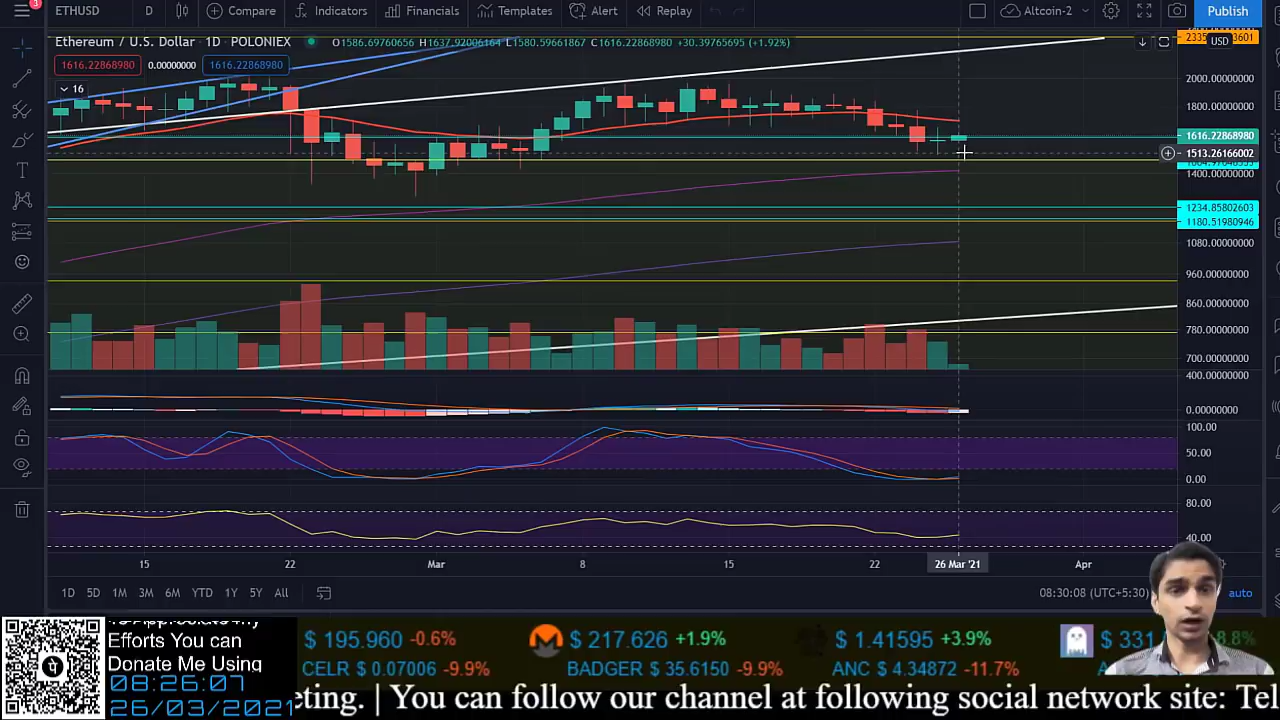 3
ETHUSD D Compare Indicators Financials Templates Alert Replay Altcoin-2 Publish
Ethereum / U.S. Dollar · 1D · POLONIEX O1586.69760656 H1637.92006164 L1580.59661867 C1616.22868980 +30.39765695 (+1.92%)
USD
1616.22868980 0.00000000 1616.22868980
16
2000.00000000
1800.00000000
1616.22868980
1513.26166002
1400.00000000
1234.85802603
1180.51980946
1080.00000000
960.00000000
860.00000000
780.00000000
700.00000000
400.00000000
0.00000000
100.00
50.00
0.00
80.00
40.00
15 22 Mar 8 15 22 26 Mar '21 Apr
1D 5D 1M 3M 6M YTD 1Y 5Y All 08:30:08 (UTC+5:30) auto
Efforts You can
Donate Me Using
08:26:07
26/03/2021
$ 195.960 -0.6% $ 217.626 +1.9% $ 1.41595 +3.9% $ 331
CELR $ 0.07006 -9.9% BADGER $ 35.6150 -9.9% ANC $ 4.34872 -11.7%
eting. | You can follow our channel at following social network site: Tel